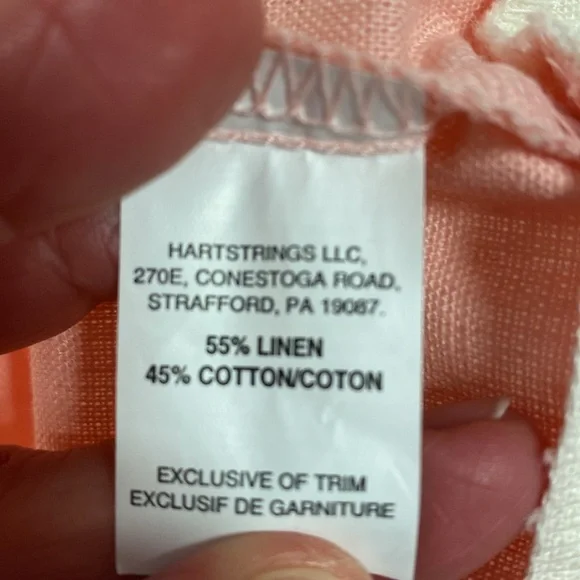 HARTSTRINGS LLC,
270E, CONESTOGA ROAD,
STRAFFORD, PA 19087.
55% LINEN
45% COTTON/COTON
EXCLUSIVE OF TRIM
EXCLUSIF DE GARNITURE